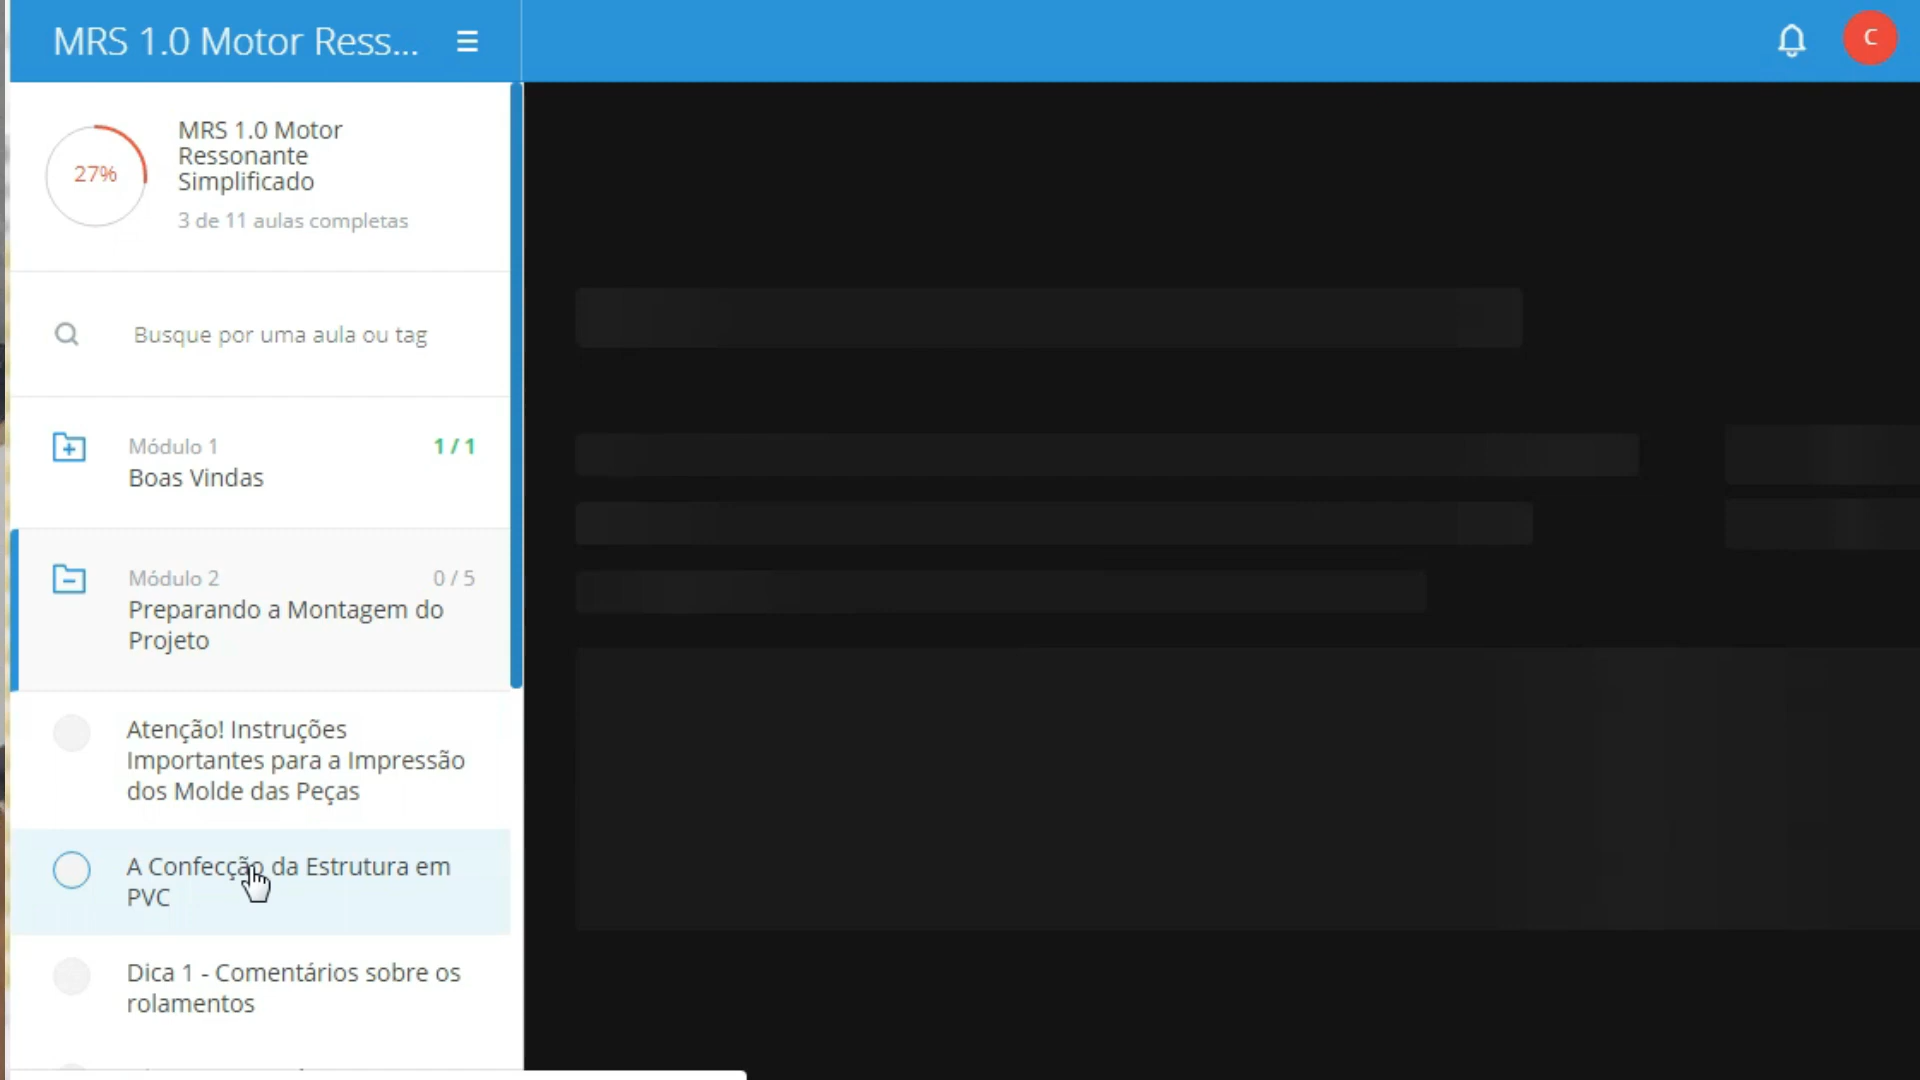 MRS 1.0 Motor Ress...
C
27%
MRS 1.0 Motor
Ressonante
Simplificado
3 de 11 aulas completas
Busque por uma aula ou tag
Módulo 1
1 / 1
Boas Vindas
Módulo 2
0 / 5
Preparando a Montagem do
Projeto
Atenção! Instruções
Importantes para a Impressão
dos Molde das Peças
A Confecção da Estrutura em
PVC
Dica 1 - Comentários sobre os
rolamentos